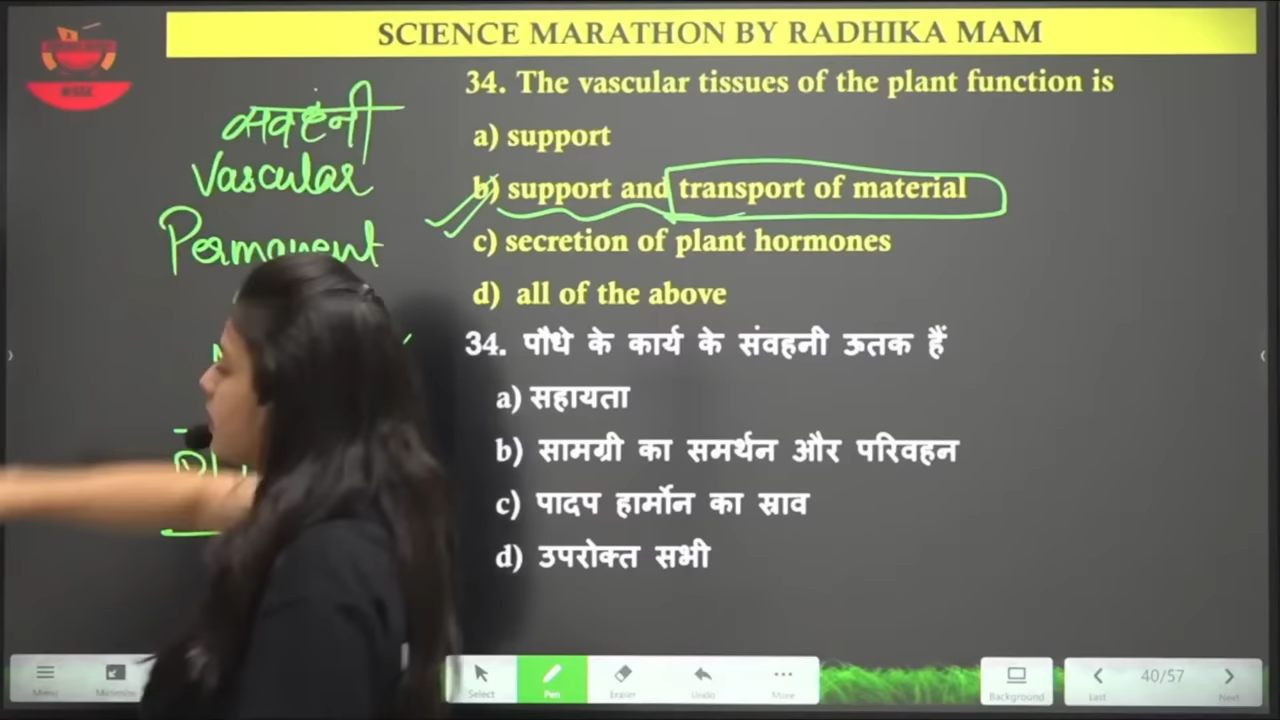 SCIENCE MARATHON BY RADHIKA MAM
सवहंनी
Vascular
Permanent
34. The vascular tissues of the plant function is
a) support
b) support and transport of material
c) secretion of plant hormones
d) all of the above
34. पौधे के कार्य के संवहनी ऊतक हैं
a) सहायता
b) सामग्री का समर्थन और परिवहन
c) पादप हार्मोन का स्राव
d) उपरोक्त सभी
Menu
Select
Pen
Eraser
Undo
More
Background
Last
40/57
Next